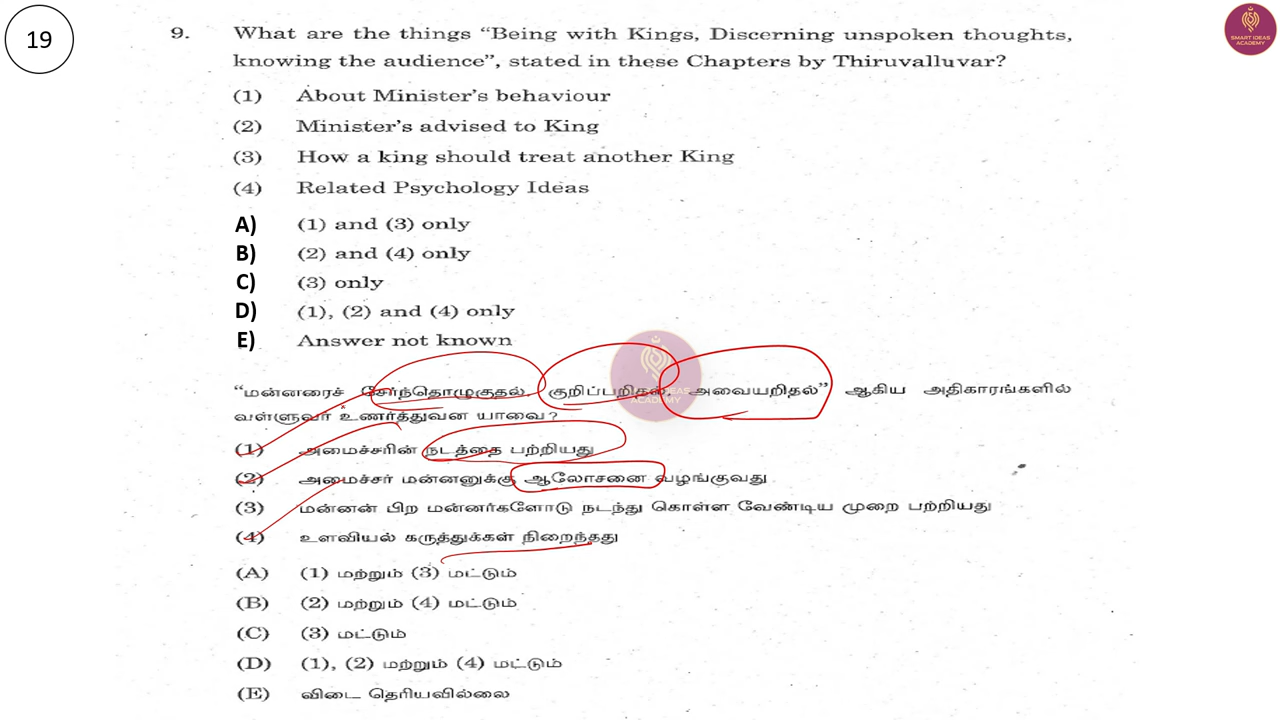 19
SMART IDEAS
ACADEMY
9. What are the things “Being with Kings, Discerning unspoken thoughts,
knowing the audience”, stated in these Chapters by Thiruvalluvar?
(1) About Minister’s behaviour
(2) Minister’s advised to King
(3) How a king should treat another King
(4) Related Psychology Ideas
A) (1) and (3) only
B) (2) and (4) only
C) (3) only
D) (1), (2) and (4) only
E) Answer not known
“மன்னரைச் சேர்ந்தொழுகுதல், குறிப்பறிதல், அவையறிதல்” ஆகிய அதிகாரங்களில்
வள்ளுவர் உணர்த்துவன யாவை?
(1) அமைச்சரின் நடத்தை பற்றியது
(2) அமைச்சர் மன்னனுக்கு ஆலோசனை வழங்குவது
(3) மன்னன் பிற மன்னர்களோடு நடந்து கொள்ள வேண்டிய முறை பற்றியது
(4) உளவியல் கருத்துக்கள் நிறைந்தது
(A) (1) மற்றும் (3) மட்டும்
(B) (2) மற்றும் (4) மட்டும்
(C) (3) மட்டும்
(D) (1), (2) மற்றும் (4) மட்டும்
(E) விடை தெரியவில்லை